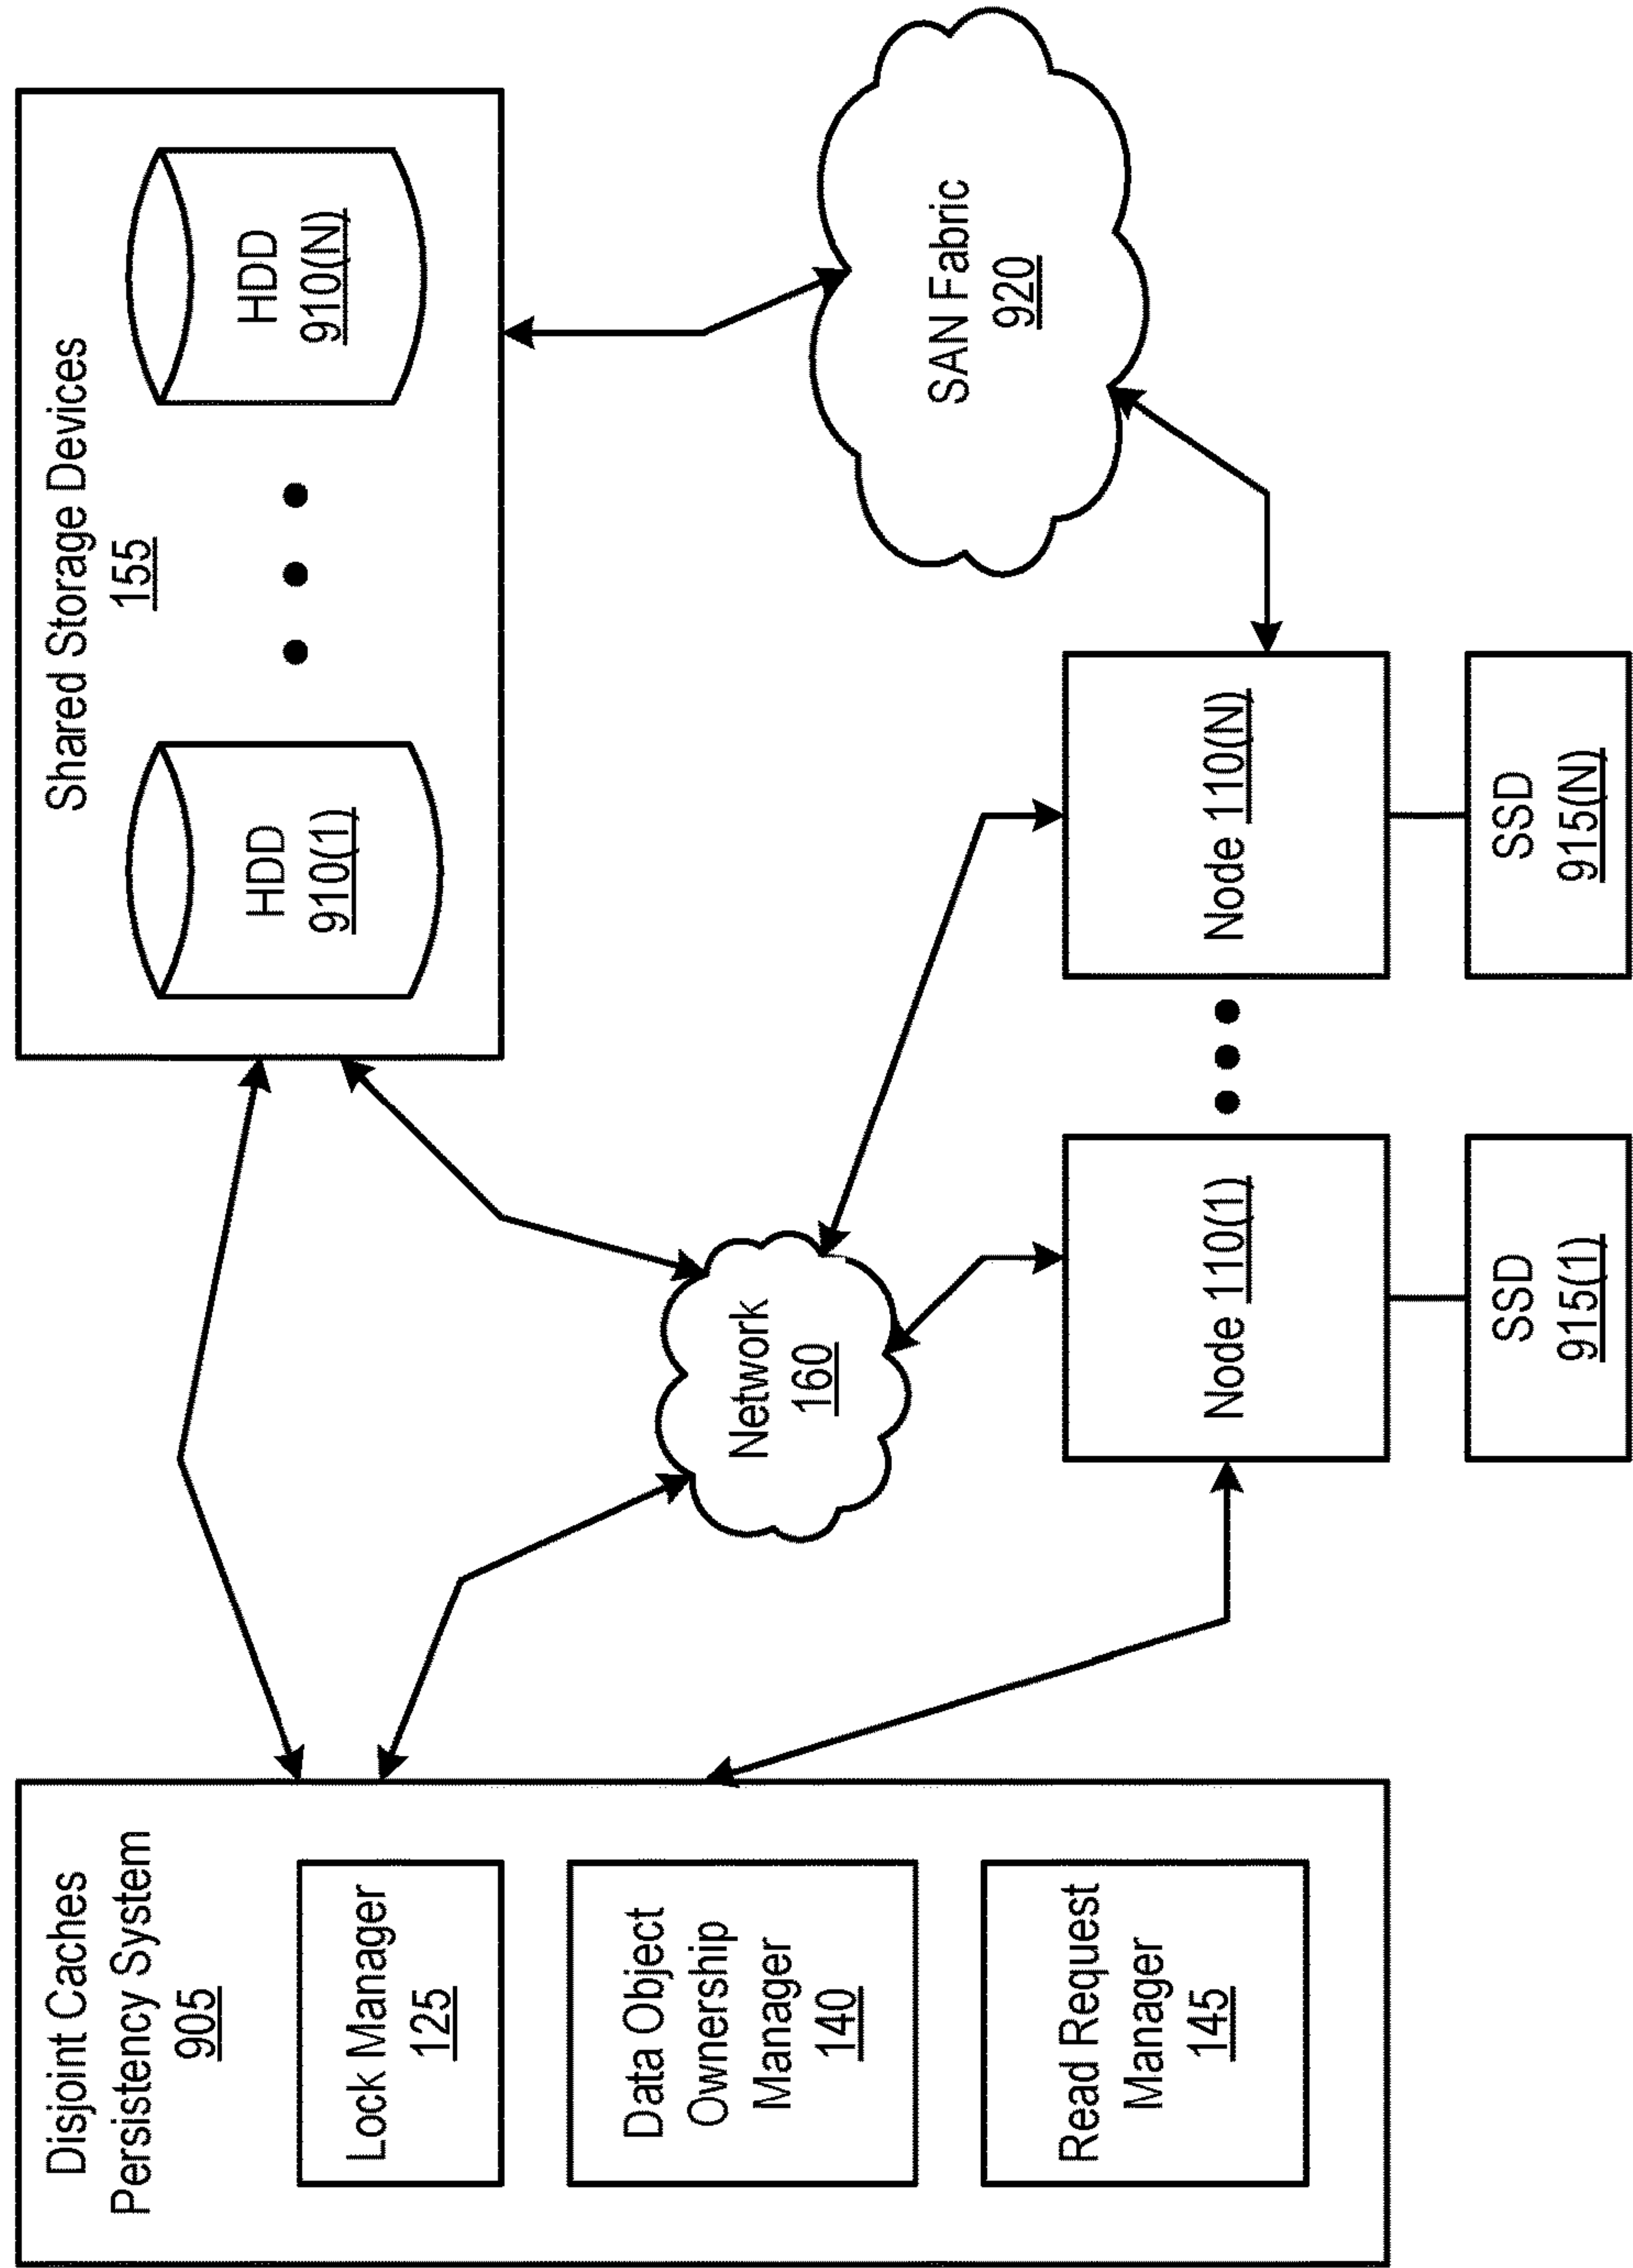 Disjoint Caches
Persistency System
905
Lock Manager
125
Data Object
Ownership
Manager
140
Read Request
Manager
145
Shared Storage Devices
155
HDD
910(1)
HDD
910(N)
Network
160
SAN Fabric
920
Node 110(1)
Node 110(N)
SSD
915(1)
SSD
915(N)